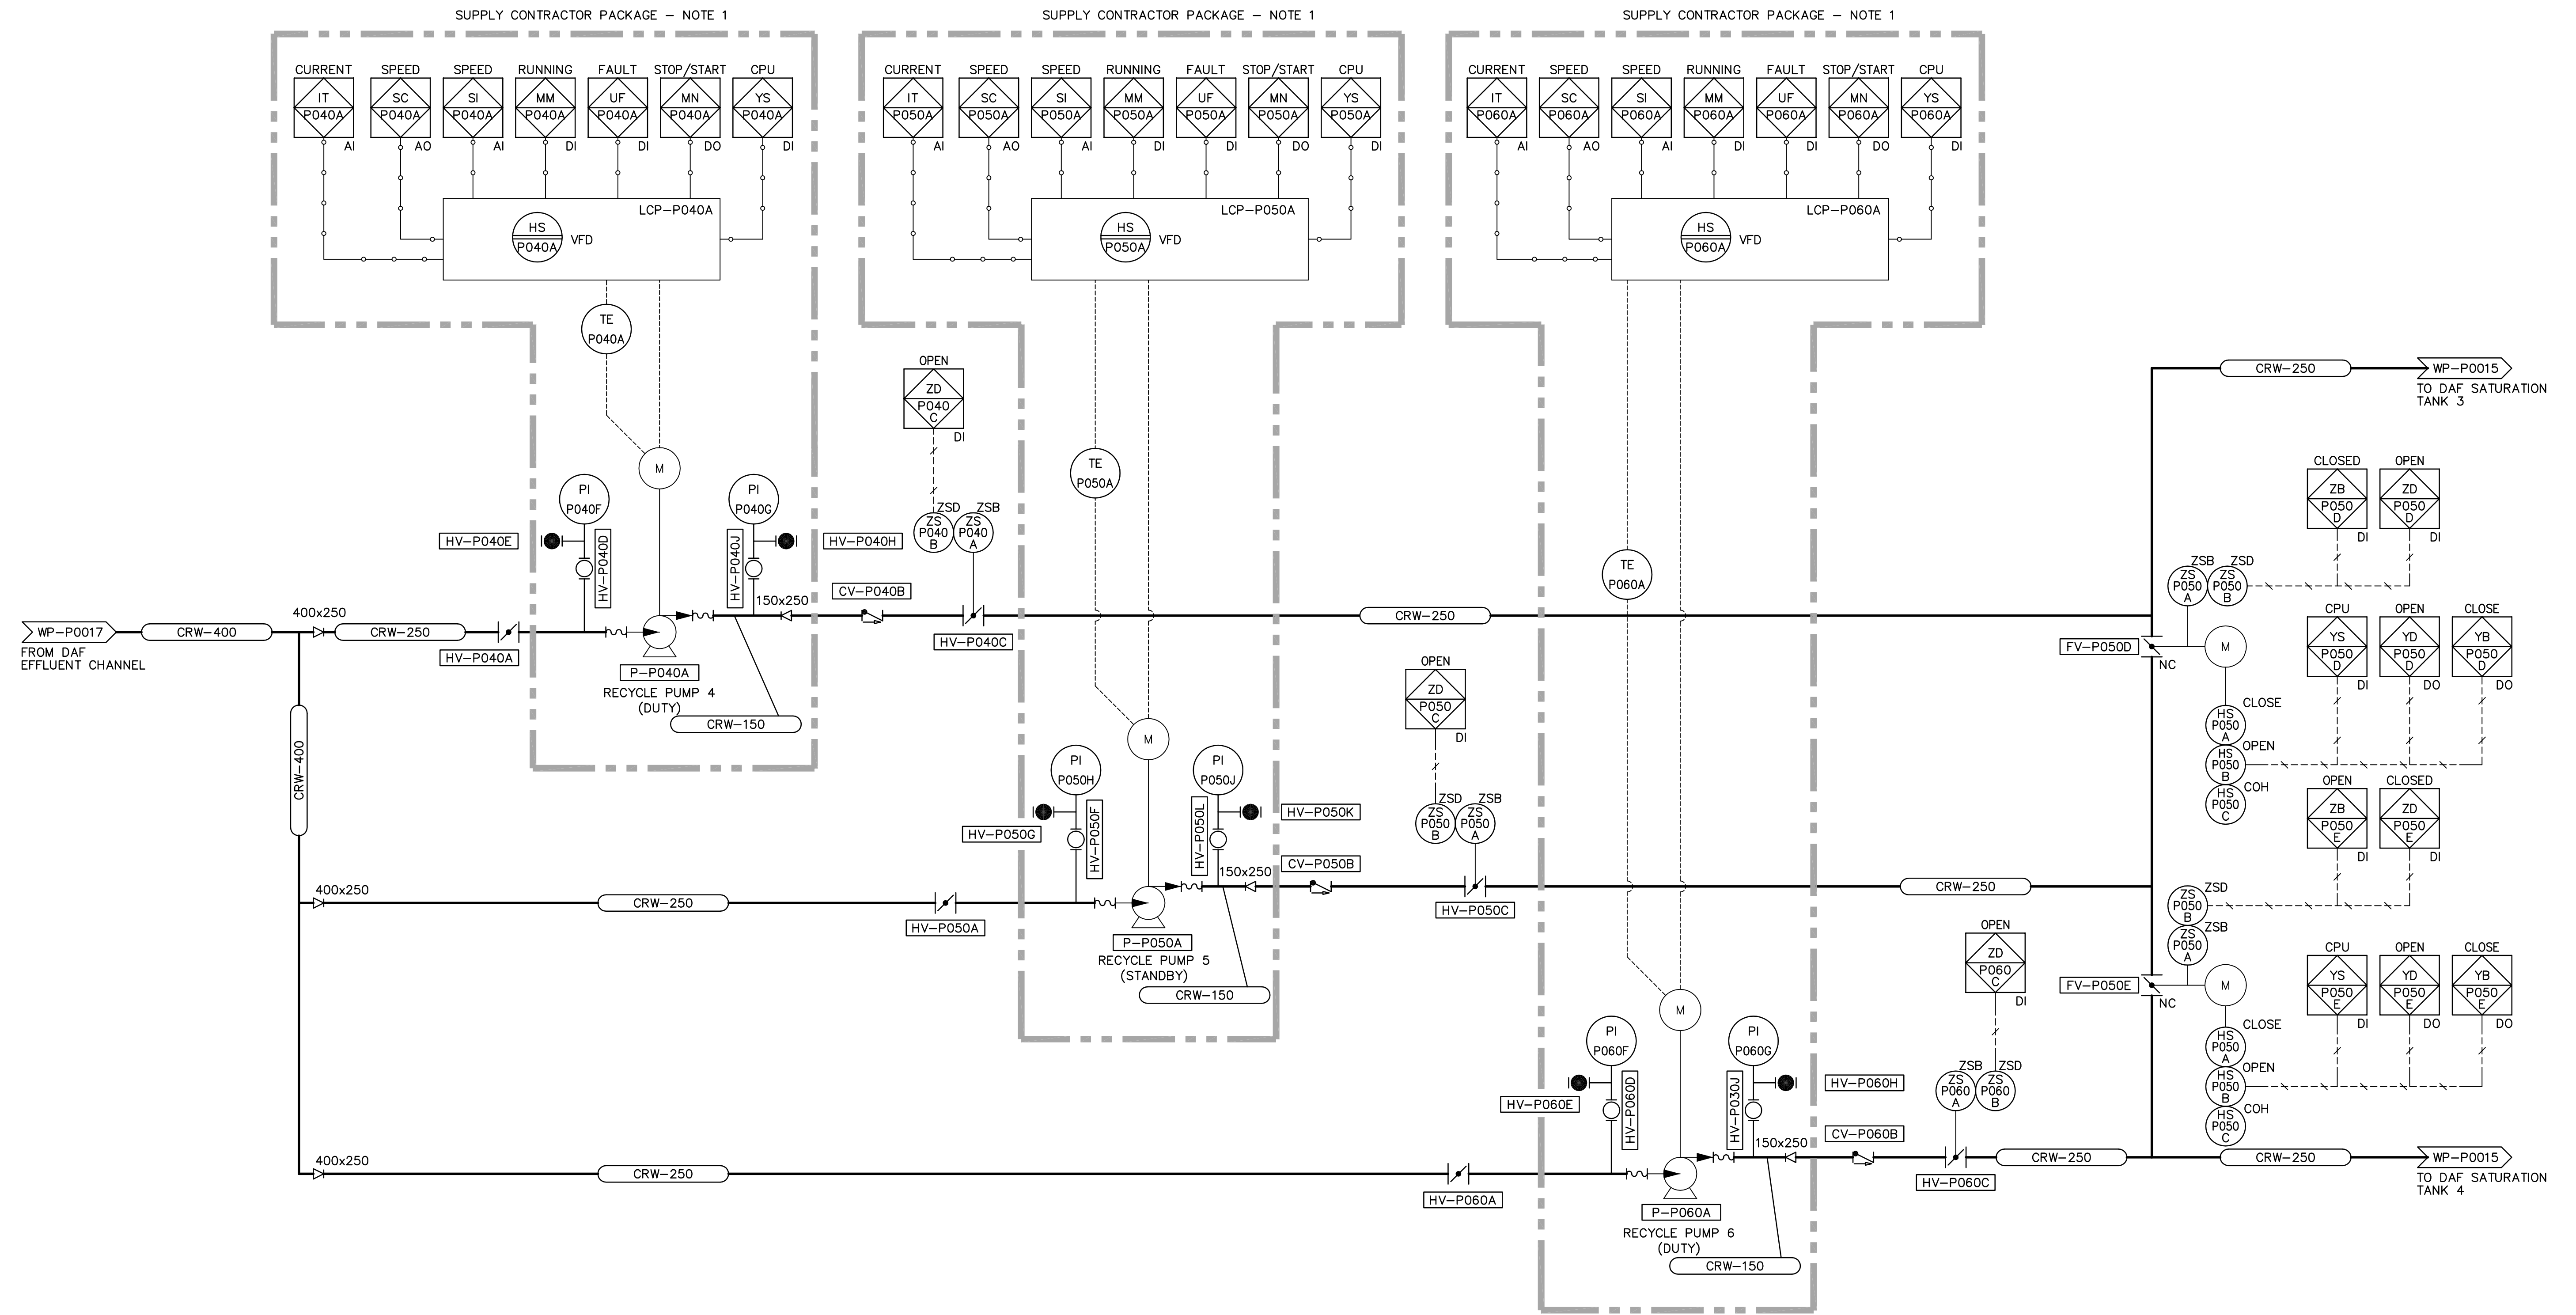 SUPPLY CONTRACTOR PACKAGE – NOTE 1
SUPPLY CONTRACTOR PACKAGE – NOTE 1
SUPPLY CONTRACTOR PACKAGE – NOTE 1
CURRENT SPEED SPEED RUNNING FAULT STOP/START CPU
IT SC SI MM UF MN YS
P040A P040A P040A P040A P040A P040A P040A
AI AO AI DI DI DO DI
LCP–P040A
HS
P040A
VFD
TE
P040A
M
CURRENT SPEED SPEED RUNNING FAULT STOP/START CPU
IT SC SI MM UF MN YS
P050A P050A P050A P050A P050A P050A P050A
AI AO AI DI DI DO DI
LCP–P050A
HS
P050A
VFD
TE
P050A
M
CURRENT SPEED SPEED RUNNING FAULT STOP/START CPU
IT SC SI MM UF MN YS
P060A P060A P060A P060A P060A P060A P060A
AI AO AI DI DI DO DI
LCP–P060A
HS
P060A
VFD
TE
P060A
M
WP–P0017
FROM DAF
EFFLUENT CHANNEL
CRW–400
400x250
CRW–250
HV–P040A
HV–P040E
PI
P040F
HV–P040D
P–P040A
RECYCLE PUMP 4
(DUTY)
PI
P040G
HV–P040J
HV–P040H
150x250
CRW–150
CV–P040B
OPEN
ZD
P040
C
DI
ZSD
ZSB
ZS
P040
B
ZS
P040
A
HV–P040C
CRW–250
CRW–400
400x250
CRW–250
HV–P050A
HV–P050G
PI
P050H
HV–P050F
P–P050A
RECYCLE PUMP 5
(STANDBY)
PI
P050J
HV–P050L
HV–P050K
150x250
CRW–150
CV–P050B
OPEN
ZD
P050
C
DI
ZSD
ZSB
ZS
P050
B
ZS
P050
A
HV–P050C
CRW–250
400x250
CRW–250
HV–P060A
HV–P060E
PI
P060F
HV–P060D
P–P060A
RECYCLE PUMP 6
(DUTY)
PI
P060G
HV–P030J
HV–P060H
150x250
CRW–150
CV–P060B
OPEN
ZD
P060
C
DI
ZSB
ZSD
ZS
P060
A
ZS
P060
B
HV–P060C
CRW–250
CRW–250
WP–P0015
TO DAF SATURATION
TANK 3
CLOSED
ZB
P050
D
DI
OPEN
ZD
P050
D
DI
ZSB
ZSD
ZS
P050
A
ZS
P050
B
FV–P050D
NC
M
CPU
YS
P050
D
DI
OPEN
YD
P050
D
DO
CLOSE
YB
P050
D
DO
CLOSE
HS
P050
A
OPEN
HS
P050
B
COH
HS
P050
C
OPEN
ZB
P050
E
DI
CLOSED
ZD
P050
E
DI
ZSD
ZS
P050
B
ZSB
ZS
P050
A
FV–P050E
NC
M
CPU
YS
P050
E
DI
OPEN
YD
P050
E
DO
CLOSE
YB
P050
E
DO
CLOSE
HS
P050
A
OPEN
HS
P050
B
COH
HS
P050
C
CRW–250
WP–P0015
TO DAF SATURATION
TANK 4